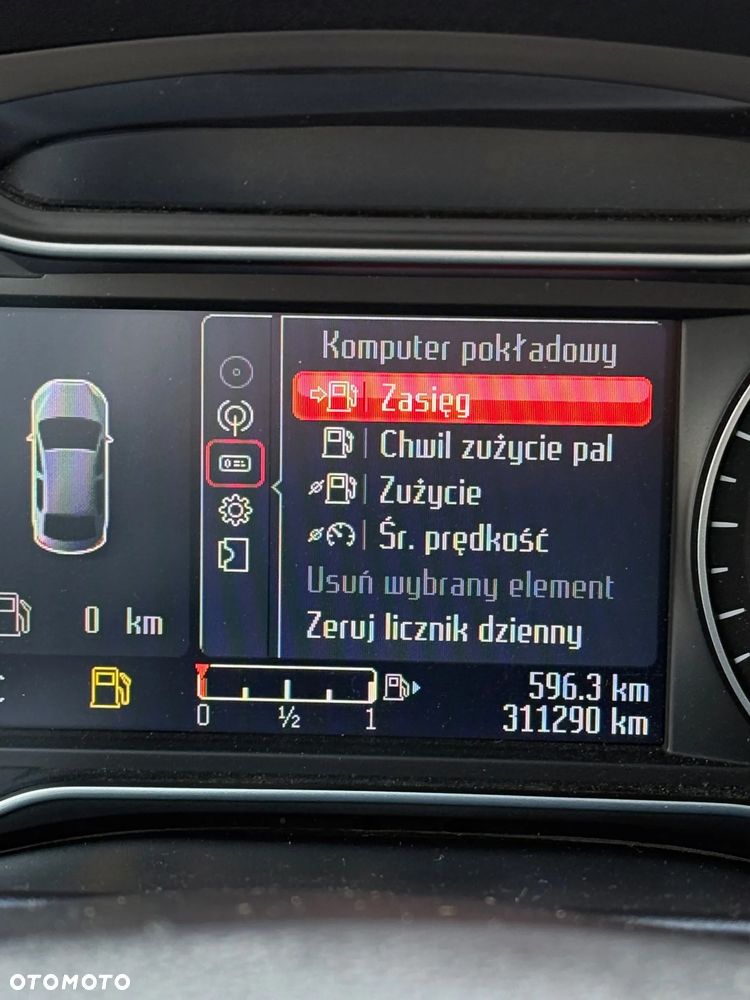 Komputer pokładowy
Zasięg
Chwil zużycie pal
Zużycie
Śr. prędkość
Usuń wybrany element
Zeruj licznik dzienny
0 km
596.3 km
0 ½ 1
311290 km
OTOMOTO